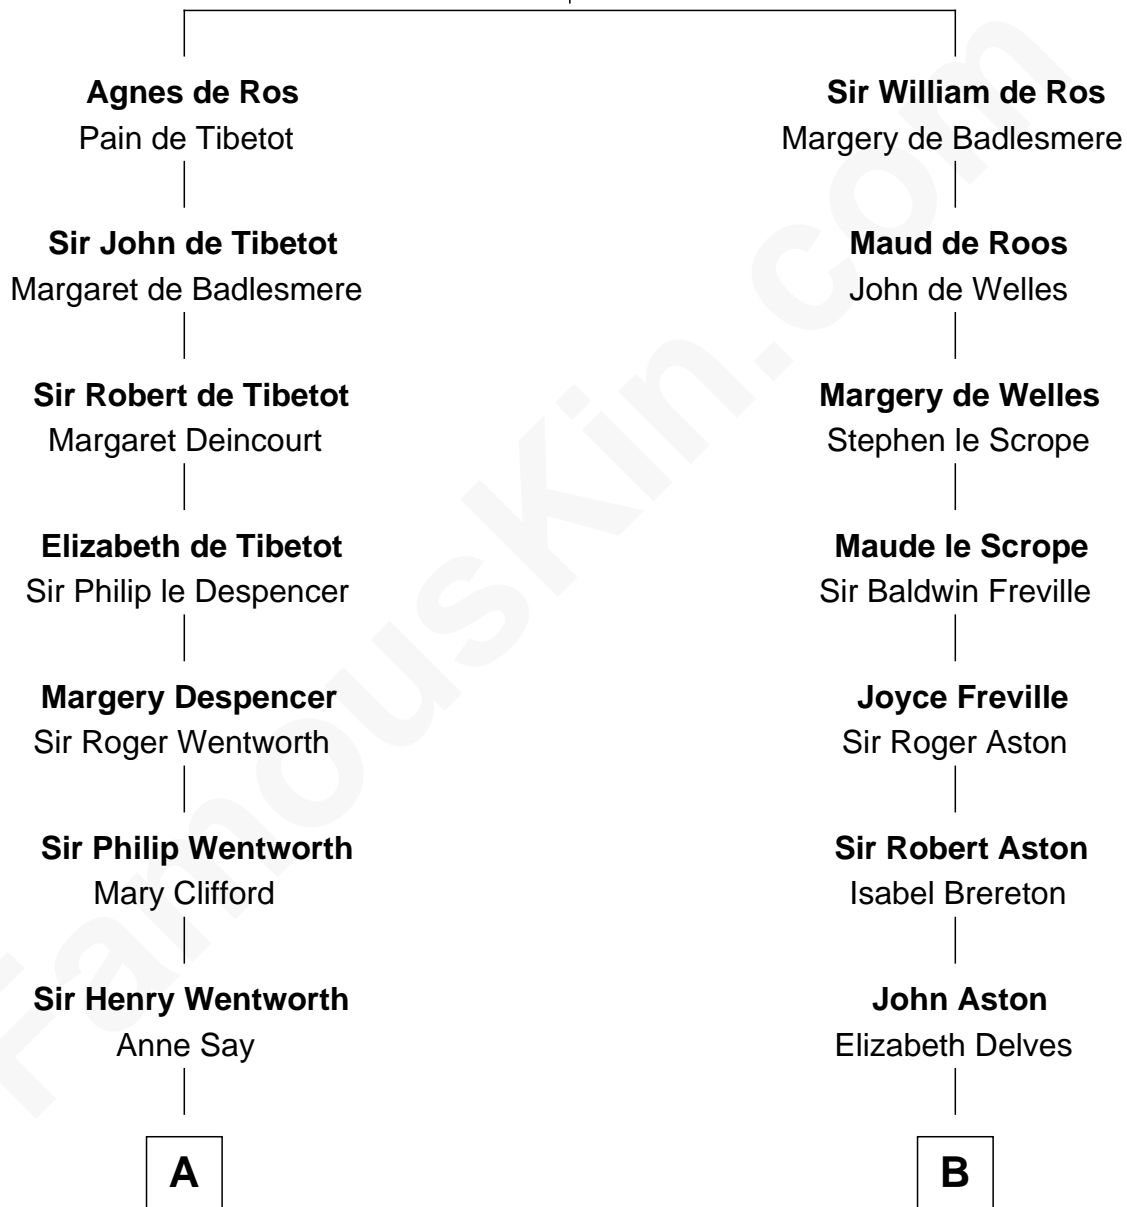 Agnes de Ros
Pain de Tibetot
Sir John de Tibetot
Margaret de Badlesmere
Sir Robert de Tibetot
Margaret Deincourt
Elizabeth de Tibetot
Sir Philip le Despencer
Margery Despencer
Sir Roger Wentworth
Sir Philip Wentworth
Mary Clifford
Sir Henry Wentworth
Anne Say
A
Sir William de Ros
Margery de Badlesmere
Maud de Roos
John de Welles
Margery de Welles
Stephen le Scrope
Maude le Scrope
Sir Baldwin Freville
Joyce Freville
Sir Roger Aston
Sir Robert Aston
Isabel Brereton
John Aston
Elizabeth Delves
B
FamousKin.com